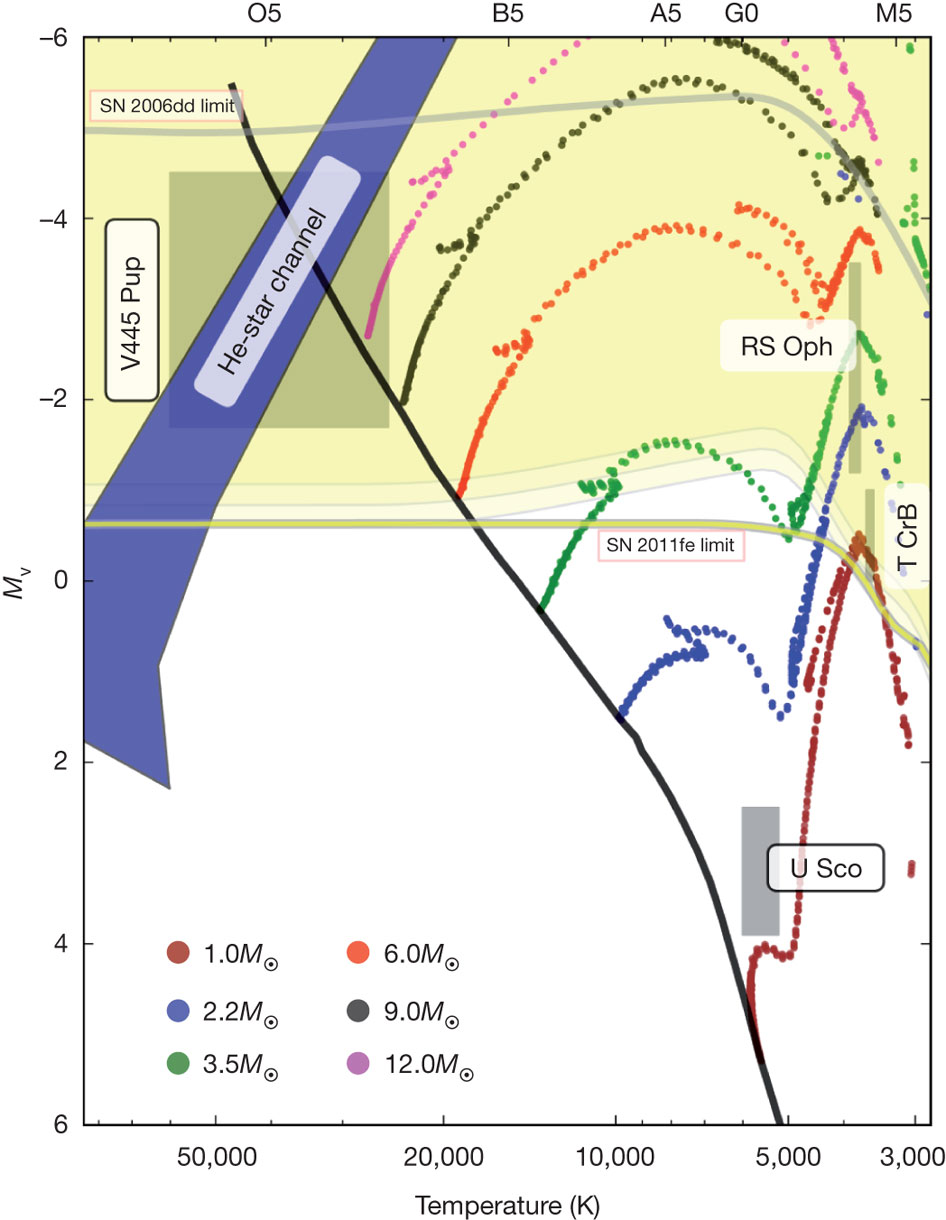 O5 B5 A5 G0 M5
–6
SN 2006dd limit
–4
V445 Pup
He-star channel
RS Oph
–2
T CrB
SN 2011fe limit
0
Mv
2
U Sco
4
1.0M⊙ 6.0M⊙
2.2M⊙ 9.0M⊙
3.5M⊙ 12.0M⊙
6
50,000 20,000 10,000 5,000 3,000
Temperature (K)